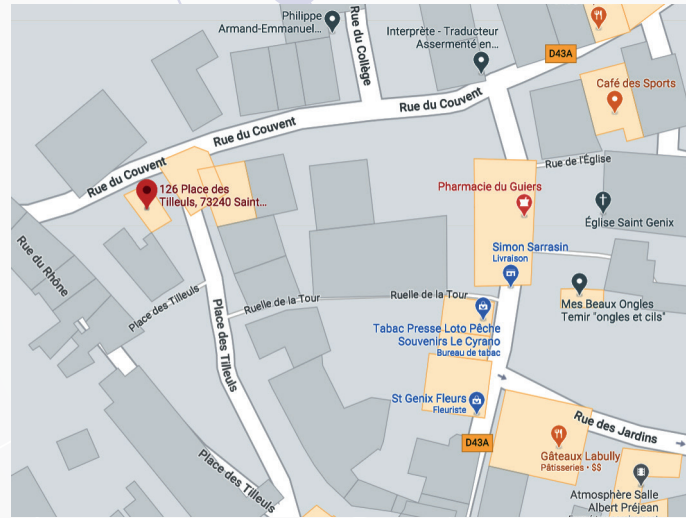 Philippe
Armand-Emmanuel...
Rue du Collège
Interprète - Traducteur
Assermenté en...
D43A
Café des Sports
Rue du Couvent
Rue du Couvent
Rue du Couvent
Rue de l'Église
126 Place des
Tilleuls, 73240 Saint...
Pharmacie du Guiers
Église Saint Genix
Rue du Rhône
Simon Sarrasin
Livraison
Place des Tilleuls
Place des Tilleuls
Ruelle de la Tour
Ruelle de la Tour
Mes Beaux Ongles
Temir "ongles et cils"
Tabac Presse Loto Pêche
Souvenirs Le Cyrano
Bureau de tabac
St Genix Fleurs
Fleuriste
Rue des Jardins
D43A
Gâteaux Labully
Pâtisseries • $$
Place des Tilleuls
Atmosphère Salle
Albert Préjean